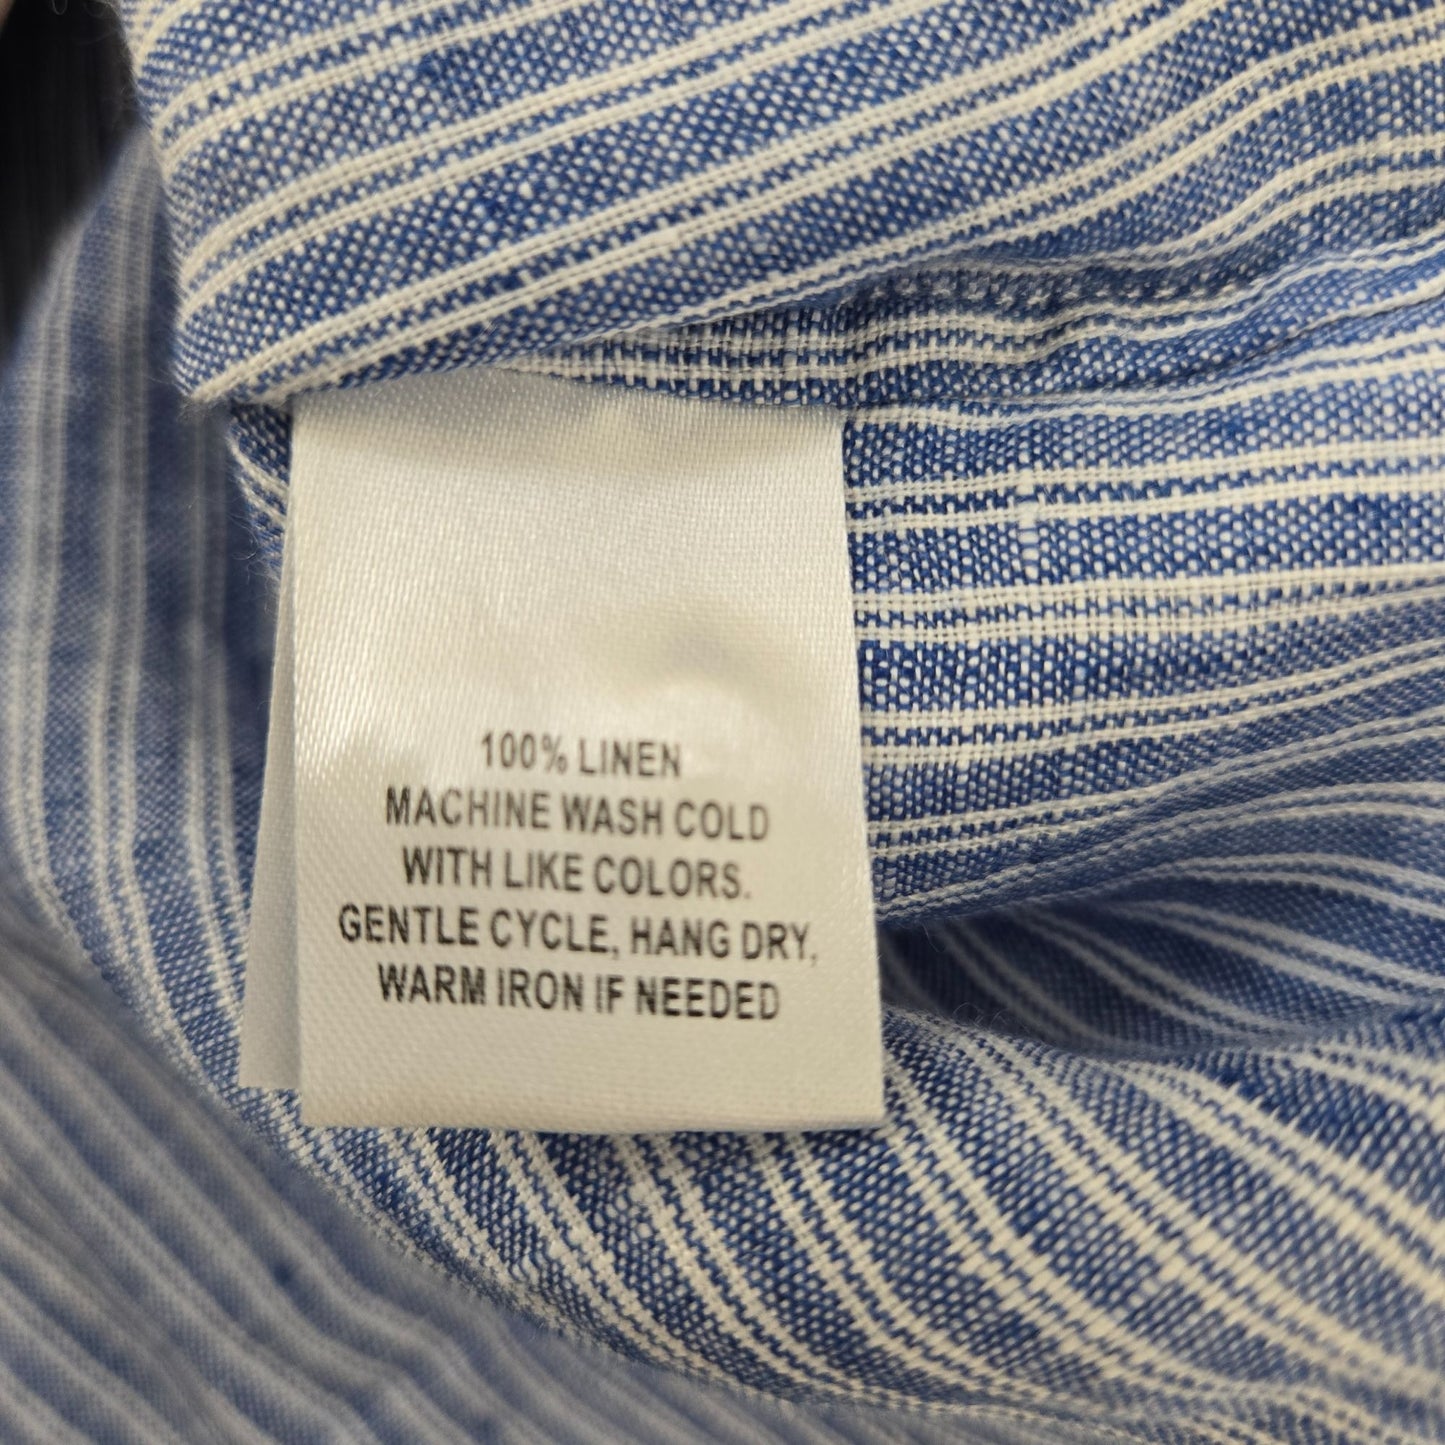 100% LINEN
MACHINE WASH COLD
WITH LIKE COLORS.
GENTLE CYCLE, HANG DRY,
WARM IRON IF NEEDED